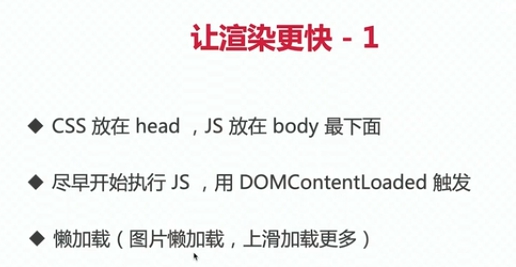 让渲染更快 - 1
◆ CSS 放在 head ，JS 放在 body 最下面
◆ 尽早开始执行 JS ，用 DOMContentLoaded 触发
◆ 懒加载（图片懒加载，上滑加载更多）